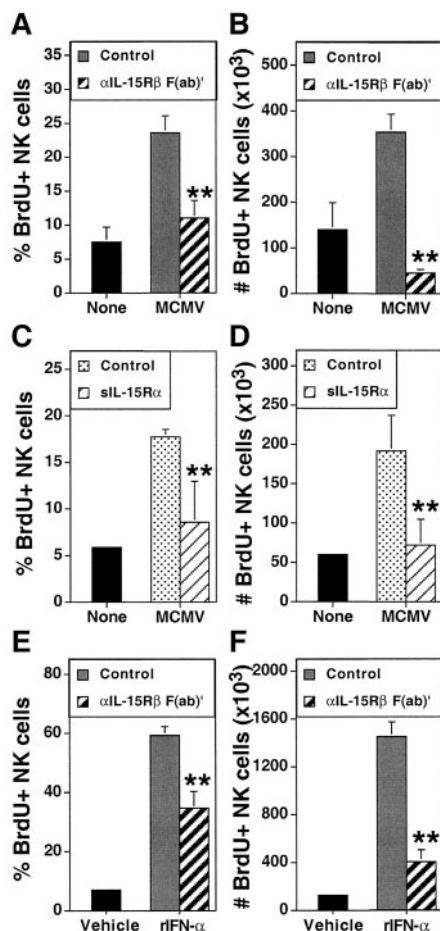 A
% BrdU+ NK cells
35
30
25
20
15
10
5
0
Control
αIL-15Rβ F(ab)'
**
None
MCMV
B
# BrdU+ NK cells (x10³)
500
400
300
200
100
0
Control
αIL-15Rβ F(ab)'
**
None
MCMV
C
% BrdU+ NK cells
25
20
15
10
5
0
Control
sIL-15Rα
**
None
MCMV
D
# BrdU+ NK cells (x10³)
300
250
200
150
100
50
0
Control
sIL-15Rα
**
None
MCMV
E
% BrdU+ NK cells
80
60
40
20
0
Control
αIL-15Rβ F(ab)'
**
Vehicle
rIFN-α
F
# BrdU+ NK cells (x10³)
2000
1600
1200
800
400
0
Control
αIL-15Rβ F(ab)'
**
Vehicle
rIFN-α